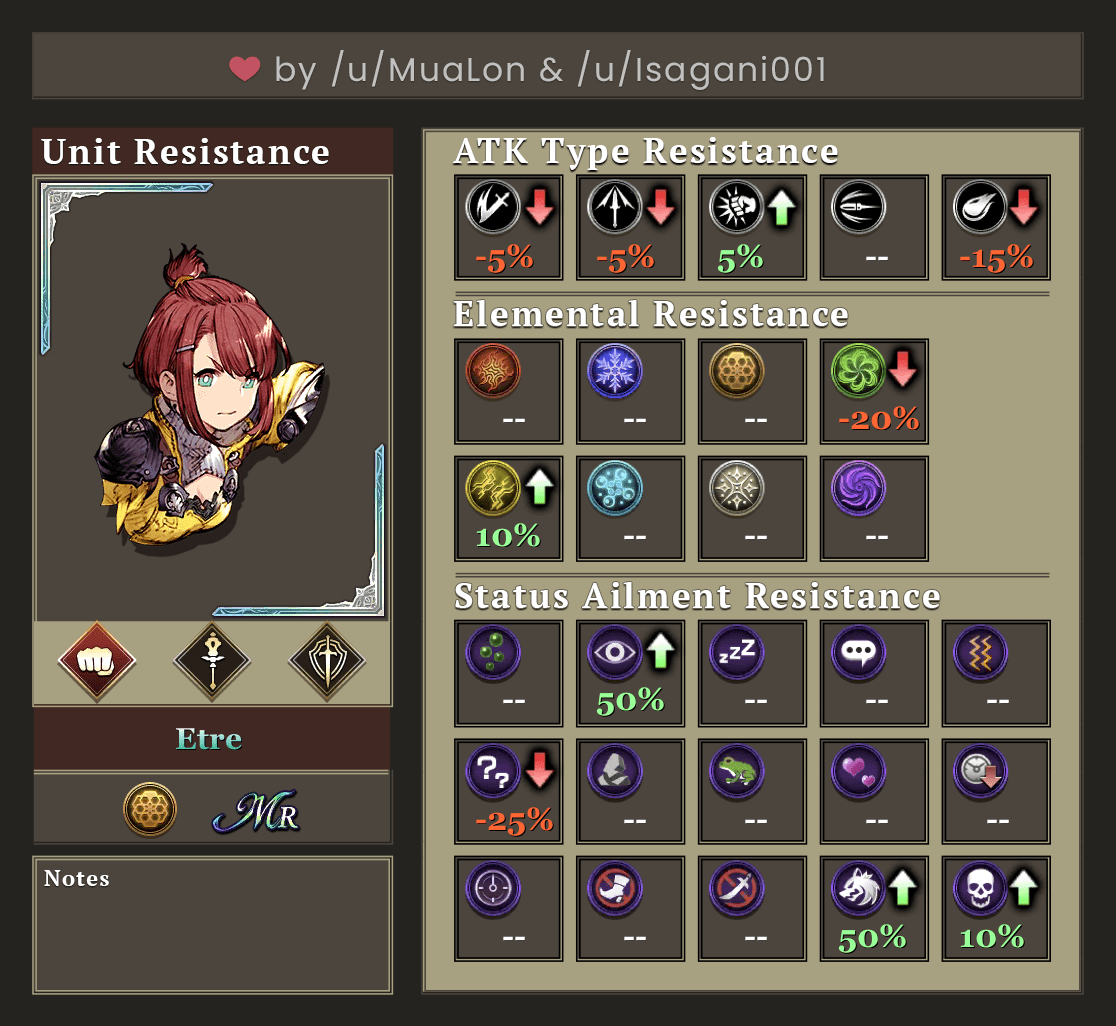 by /u/MuaLon & /u/Isagani001
Unit Resistance
Etre
MR
Notes
ATK Type Resistance
-5% -5% 5% -- -15%
Elemental Resistance
-- -- -- -20%
10% -- -- --
Status Ailment Resistance
zzZ
-- 50% -- -- --
??
-25% -- -- -- --
-- -- -- 50% 10%